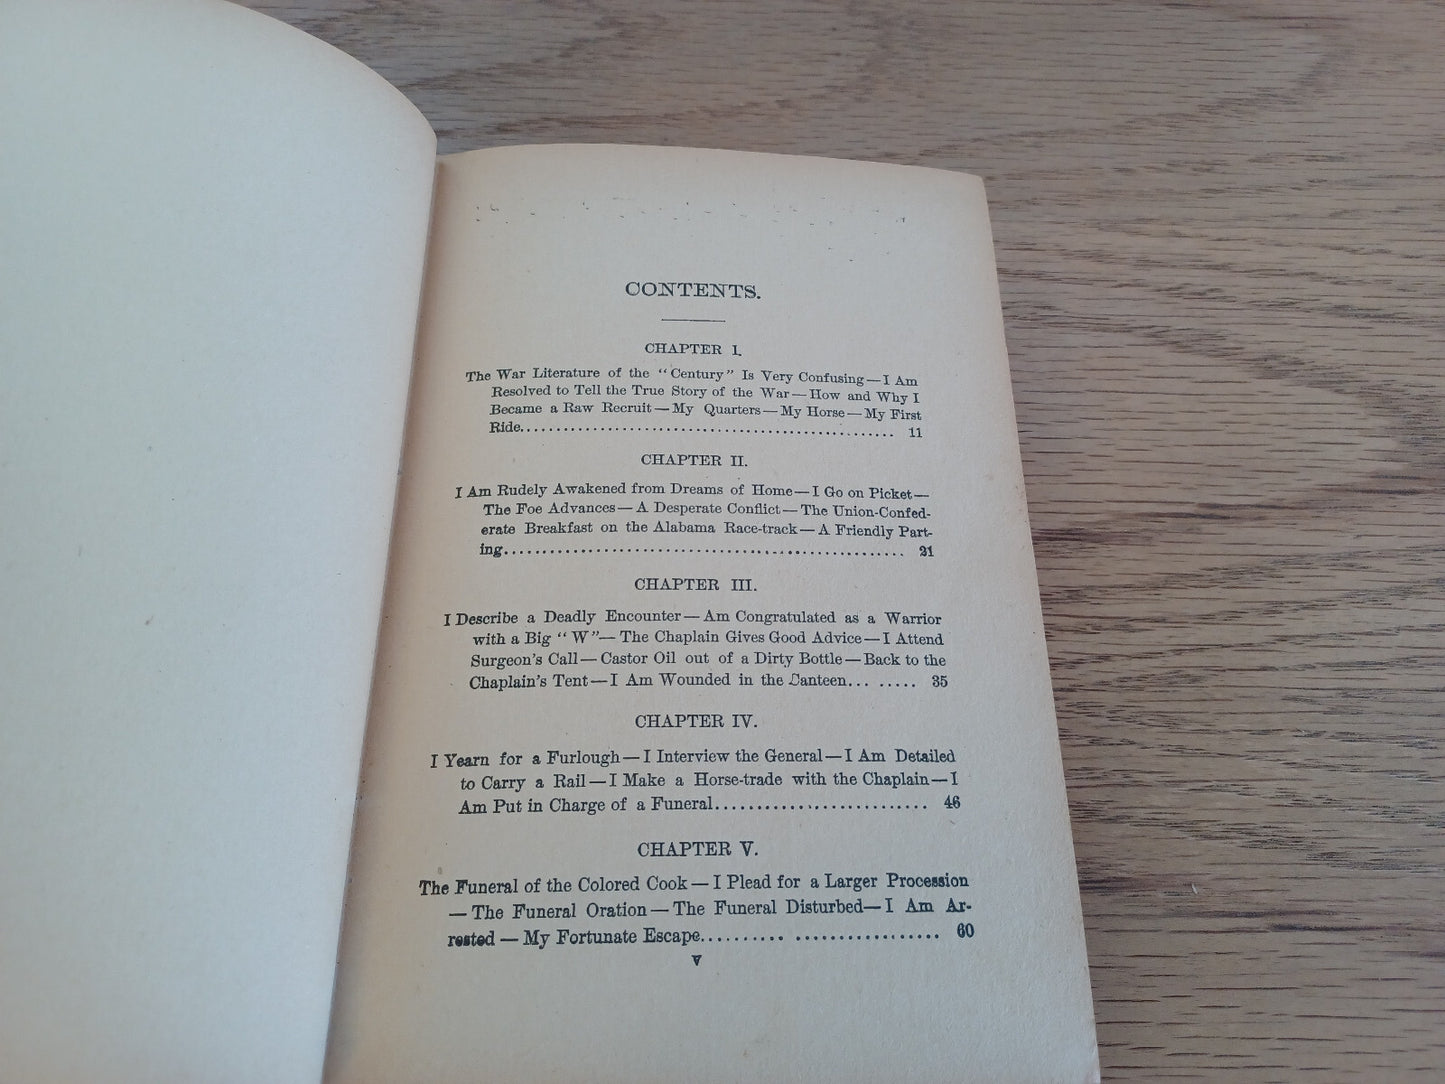 CONTENTS.
CHAPTER I.
The War Literature of the "Century" Is Very Confusing—I Am
Resolved to Tell the True Story of the War—How and Why I
Became a Raw Recruit—My Quarters—My Horse—My First
Ride.................................................... 11
CHAPTER II.
I Am Rudely Awakened from Dreams of Home—I Go on Picket—
The Foe Advances—A Desperate Conflict—The Union-Confed-
erate Breakfast on the Alabama Race-track—A Friendly Part-
ing..................................................... 21
CHAPTER III.
I Describe a Deadly Encounter—Am Congratulated as a Warrior
with a Big "W"—The Chaplain Gives Good Advice—I Attend
Surgeon's Call—Castor Oil out of a Dirty Bottle—Back to the
Chaplain's Tent—I Am Wounded in the Canteen... ..... 35
CHAPTER IV.
I Yearn for a Furlough—I Interview the General—I Am Detailed
to Carry a Rail—I Make a Horse-trade with the Chaplain—I
Am Put in Charge of a Funeral.......................... 46
CHAPTER V.
The Funeral of the Colored Cook—I Plead for a Larger Procession
—The Funeral Oration—The Funeral Disturbed—I Am Ar-
rested—My Fortunate Escape.......... ................. 60
V